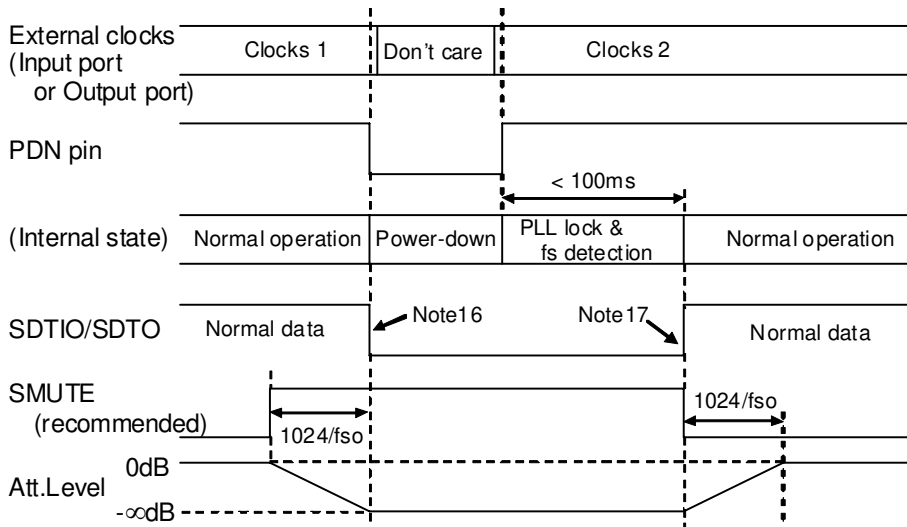 External clocks
(Input port
or Output port)
Clocks 1
Don't care
Clocks 2
PDN pin
< 100ms
(Internal state)
Normal operation
Power-down
PLL lock &
fs detection
Normal operation
SDTIO/SDTO
Normal data
Note16
Note17
Normal data
SMUTE
(recommended)
1024/fso
1024/fso
0dB
Att.Level
-∞dB